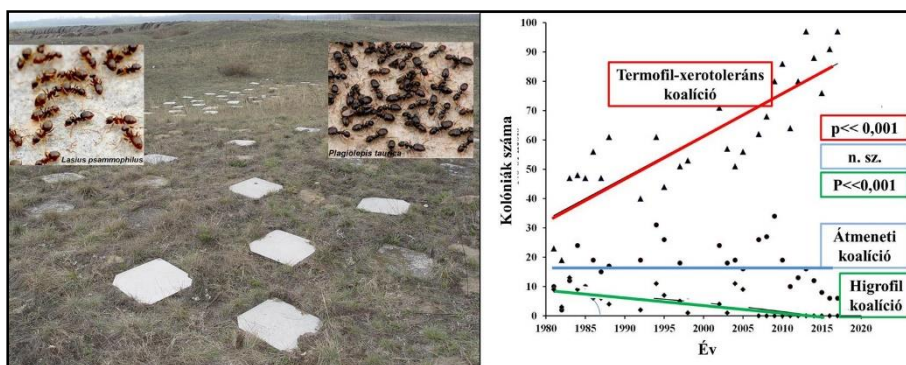 Lasius psammophilus
Plagiolepis taurica
Kolóniák száma
100
90
80
70
60
50
40
30
20
10
0
Termofil-xerotoleráns
koalíció
p<< 0,001
n. sz.
P<<0,001
Átmeneti
koalíció
Higrofil
koalíció
1980 1985 1990 1995 2000 2005 2010 2015 2020
Év